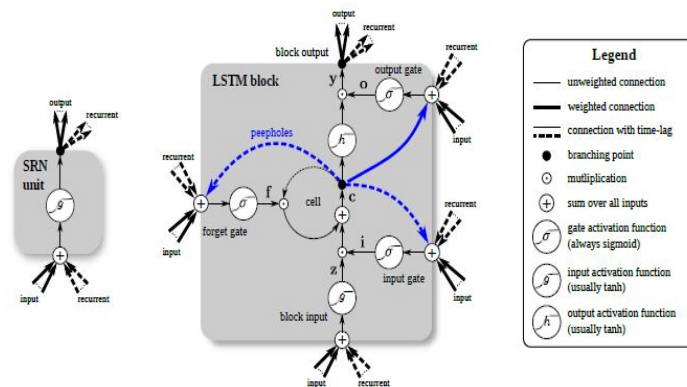 output
recurrent
SRN
unit
g
input
recurrent
output
recurrent
block output
LSTM block
y
o
output gate
σ
recurrent
input
h
peepholes
recurrent
f
σ
cell
c
forget gate
input
i
σ
input gate
recurrent
input
z
g
block input
input
recurrent
Legend
unweighted connection
weighted connection
connection with time-lag
branching point
mutliplication
sum over all inputs
σ
gate activation function
(always sigmoid)
g
input activation function
(usually tanh)
h
output activation function
(usually tanh)